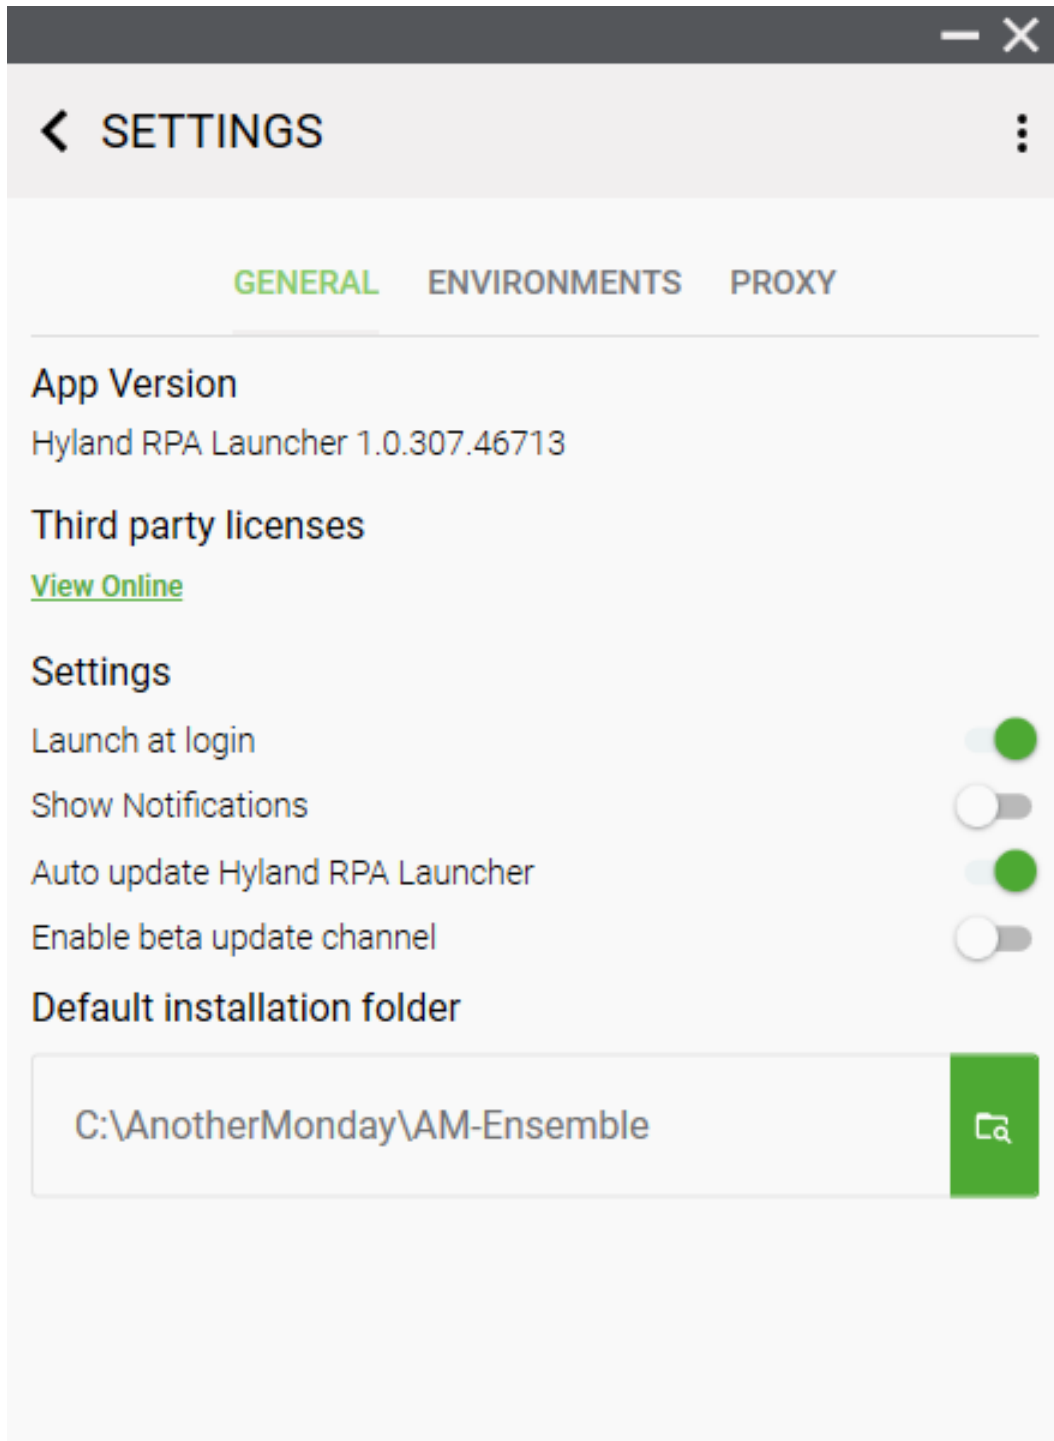 SETTINGS
GENERAL ENVIRONMENTS PROXY
App Version
Hyland RPA Launcher 1.0.307.46713
Third party licenses
View Online
Settings
Launch at login
Show Notifications
Auto update Hyland RPA Launcher
Enable beta update channel
Default installation folder
C:\AnotherMonday\AM-Ensemble